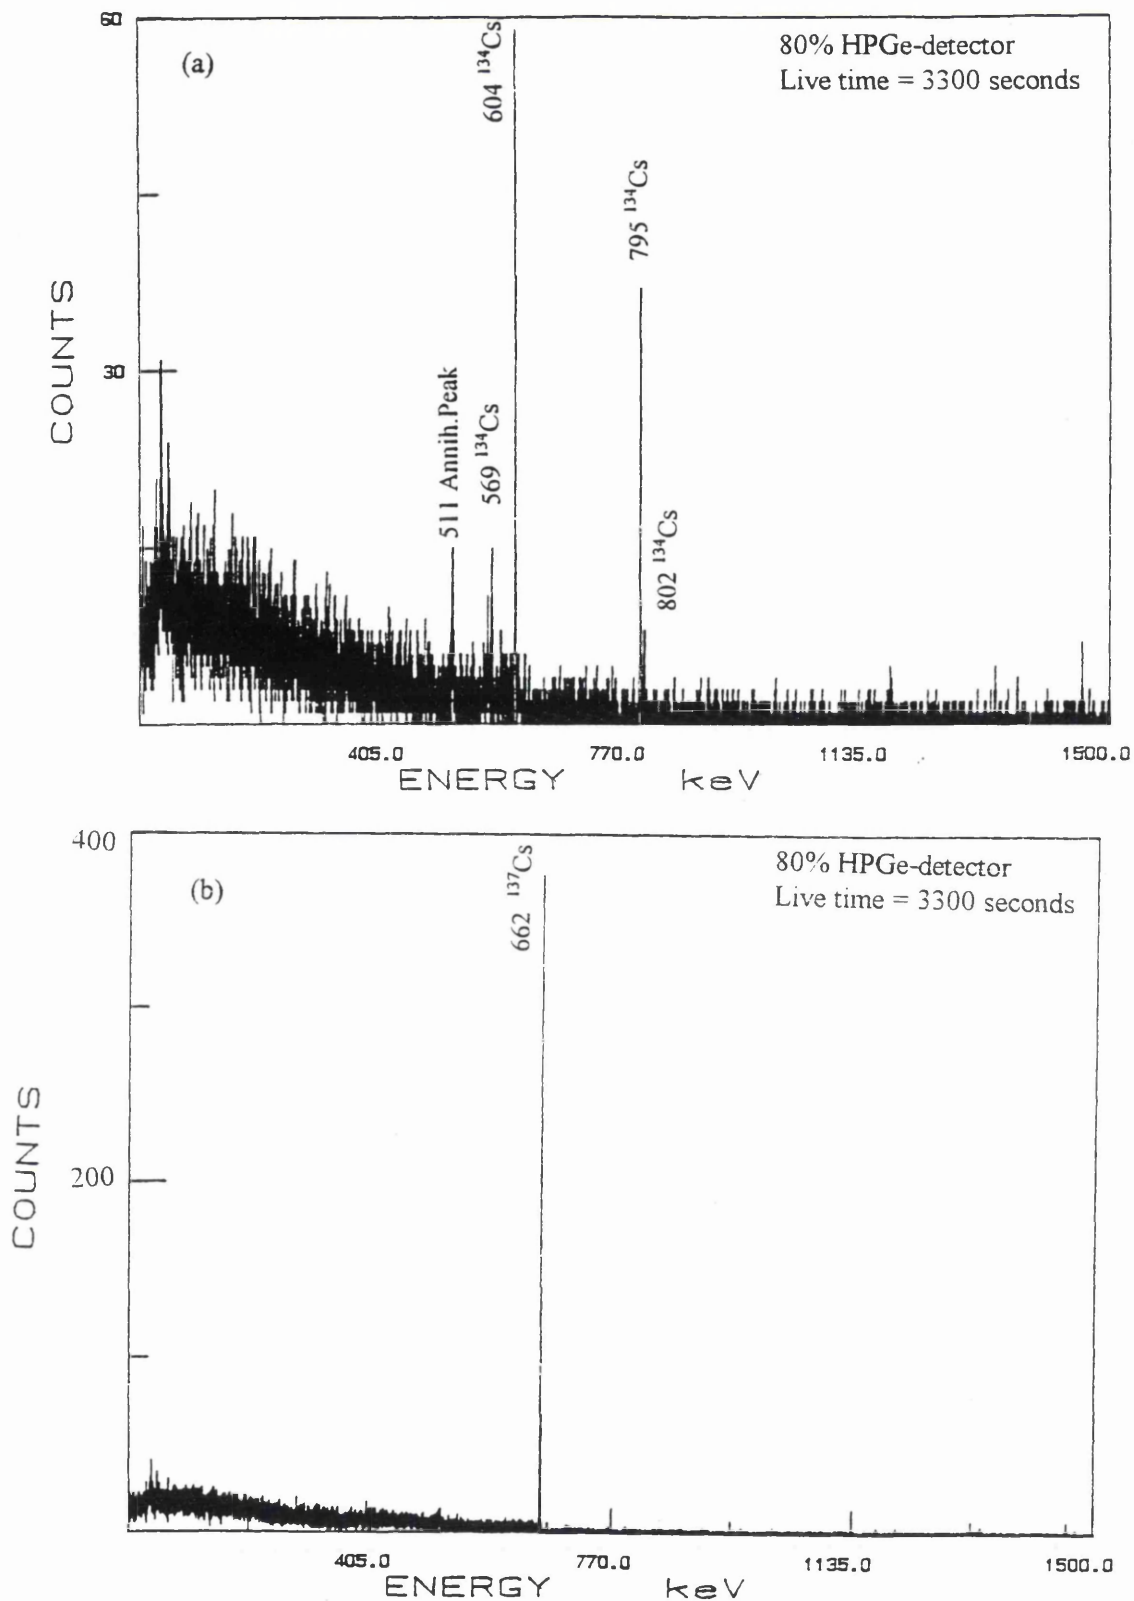 60
(a)
604 ¹³⁴Cs
80% HPGe-detector
Live time = 3300 seconds
795 ¹³⁴Cs
COUNTS
30
511 Annih.Peak
569 ¹³⁴Cs
802 ¹³⁴Cs
405.0 770.0 1135.0 1500.0
ENERGY keV
400
(b)
662 ¹³⁷Cs
80% HPGe-detector
Live time = 3300 seconds
COUNTS
200
405.0 770.0 1135.0 1500.0
ENERGY keV